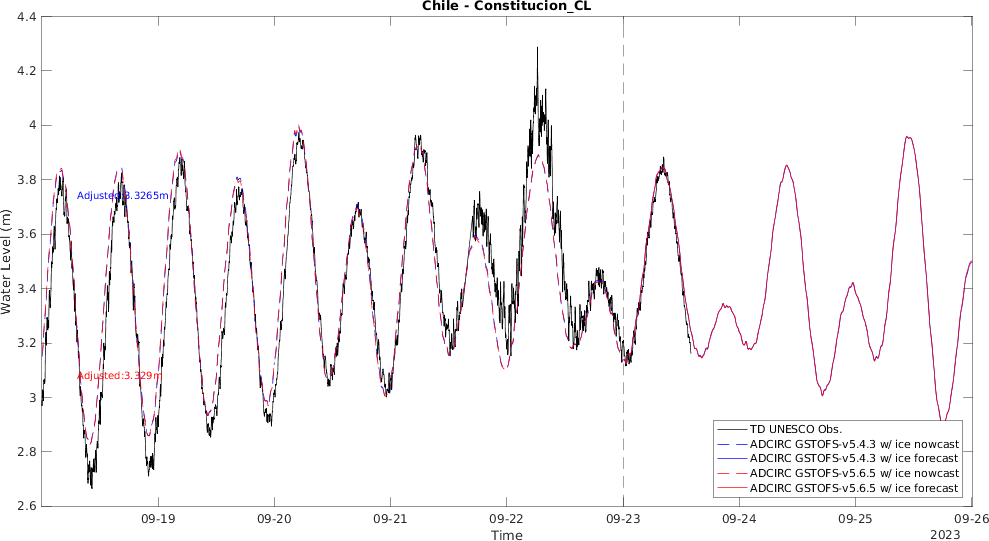 Chile - Constitucion_CL
4.4
4.2
4
3.8
3.6
3.4
3.2
3
2.8
2.6
Water Level (m)
Adjusted:3.3265m
Adjusted:3.329m
TD UNESCO Obs.
ADCIRC GSTOFS-v5.4.3 w/ ice nowcast
ADCIRC GSTOFS-v5.4.3 w/ ice forecast
ADCIRC GSTOFS-v5.6.5 w/ ice nowcast
ADCIRC GSTOFS-v5.6.5 w/ ice forecast
09-19 09-20 09-21 09-22 09-23 09-24 09-25 09-26
Time
2023